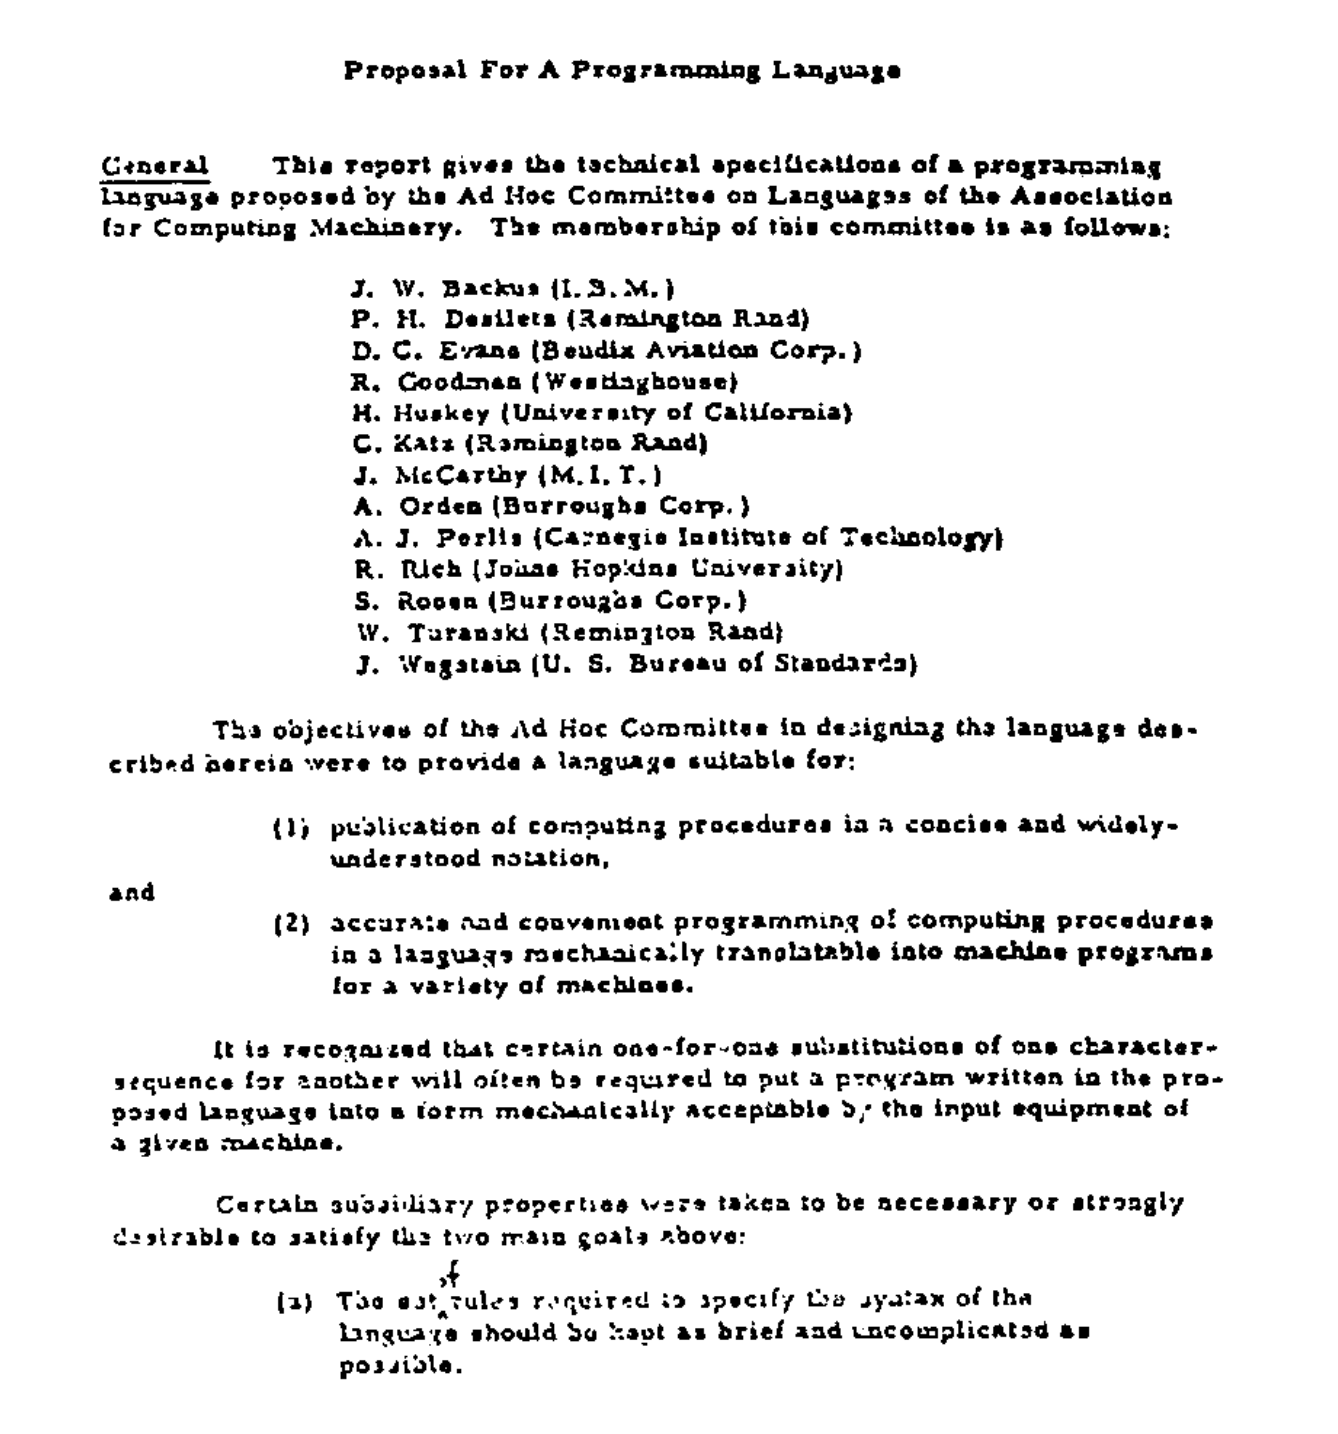 Proposal For A Programming Language
General This report gives the technical specifications of a programming
language proposed by the Ad Hoc Committee on Languages of the Association
for Computing Machinery. The membership of this committee is as follows:
J. W. Backus (I.B.M.)
P. H. Desilets (Remington Rand)
D. C. Evans (Bendix Aviation Corp.)
R. Goodman (Westinghouse)
H. Huskey (University of California)
C. Katz (Remington Rand)
J. McCarthy (M.I.T.)
A. Orden (Burroughs Corp.)
A. J. Perlis (Carnegie Institute of Technology)
R. Rich (Johns Hopkins University)
S. Rosen (Burroughs Corp.)
W. Turanski (Remington Rand)
J. Wegstein (U. S. Bureau of Standards)
The objectives of the Ad Hoc Committee in designing the language des-
cribed herein were to provide a language suitable for:
(1) publication of computing procedures in a concise and widely-
understood notation,
and
(2) accurate and convenient programming of computing procedures
in a language mechanically translatable into machine programs
for a variety of machines.
It is recognized that certain one-for-one substitutions of one character-
sequence for another will often be required to put a program written in the pro-
posed language into a form mechanically acceptable by the input equipment of
a given machine.
Certain subsidiary properties were taken to be necessary or strongly
desirable to satisfy the two main goals above:
of
(a) The set rules required to specify the syntax of the
language should be kept as brief and uncomplicated as
possible.